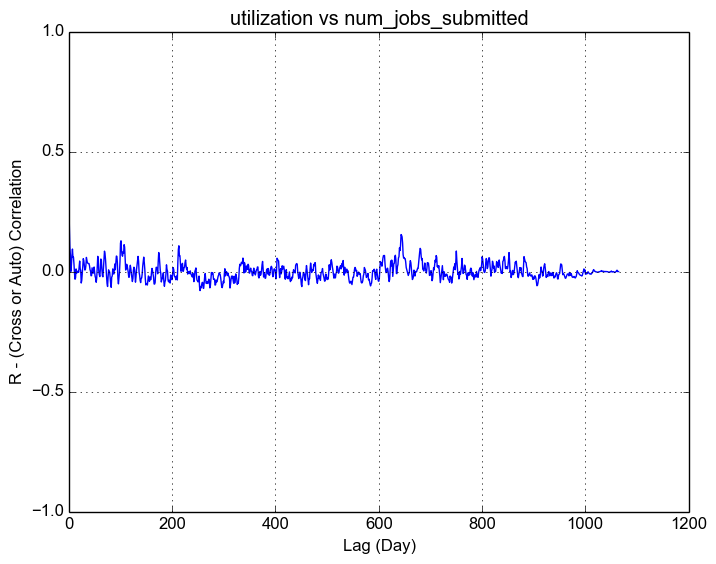 utilization vs num_jobs_submitted
1.0
0.5
0.0
−0.5
−1.0
R - (Cross or Auto) Correlation
0 200 400 600 800 1000 1200
Lag (Day)